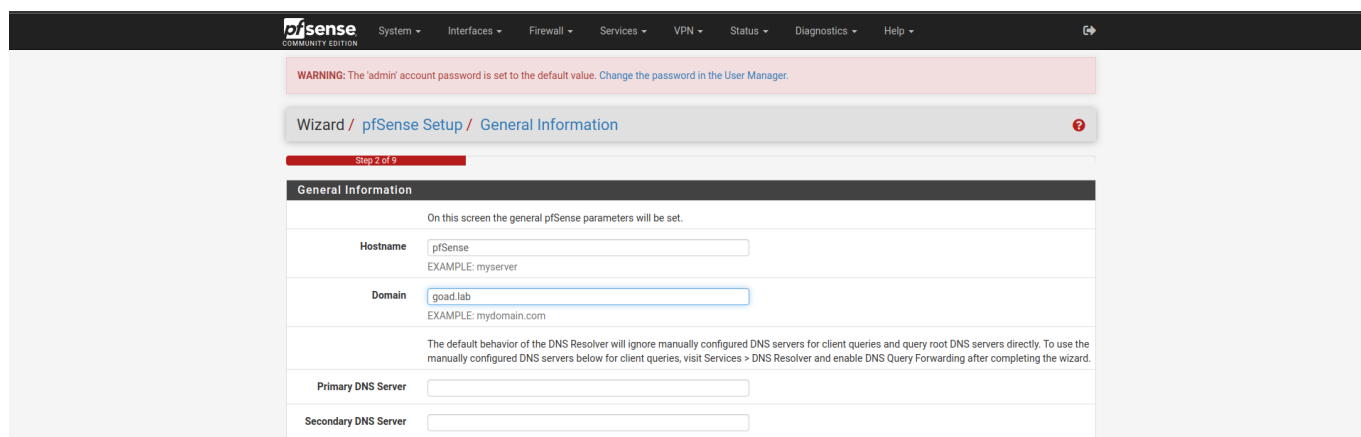 pfsense System Interfaces Firewall Services VPN Status Diagnostics Help
COMMUNITY EDITION
WARNING: The 'admin' account password is set to the default value. Change the password in the User Manager.
Wizard / pfSense Setup / General Information
Step 2 of 9
General Information
On this screen the general pfSense parameters will be set.
Hostname pfSense
EXAMPLE: myserver
Domain goad.lab
EXAMPLE: mydomain.com
The default behavior of the DNS Resolver will ignore manually configured DNS servers for client queries and query root DNS servers directly. To use the
manually configured DNS servers below for client queries, visit Services > DNS Resolver and enable DNS Query Forwarding after completing the wizard.
Primary DNS Server
Secondary DNS Server